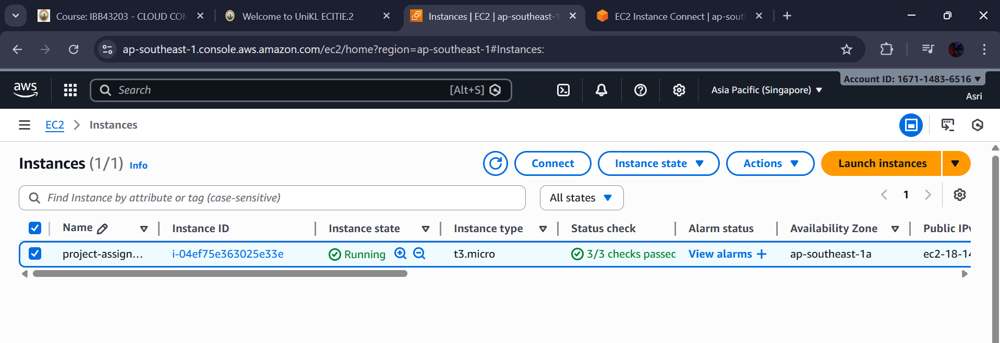 Course: IBB43203 - CLOUD CON
Welcome to UniKL ECITIE.2
Instances | EC2 | ap-southeast-1
EC2 Instance Connect | ap-sout
ap-southeast-1.console.aws.amazon.com/ec2/home?region=ap-southeast-1#Instances:
aws
Search
[Alt+S]
Asia Pacific (Singapore)
Account ID: 1671-1483-6516
Asri
EC2
Instances
Instances (1/1) Info
Connect
Instance state
Actions
Launch instances
Find Instance by attribute or tag (case-sensitive)
All states
1
Name
Instance ID
Instance state
Instance type
Status check
Alarm status
Availability Zone
Public IPv
project-assign...
i-04ef75e363025e33e
Running
t3.micro
3/3 checks passed
View alarms +
ap-southeast-1a
ec2-18-14